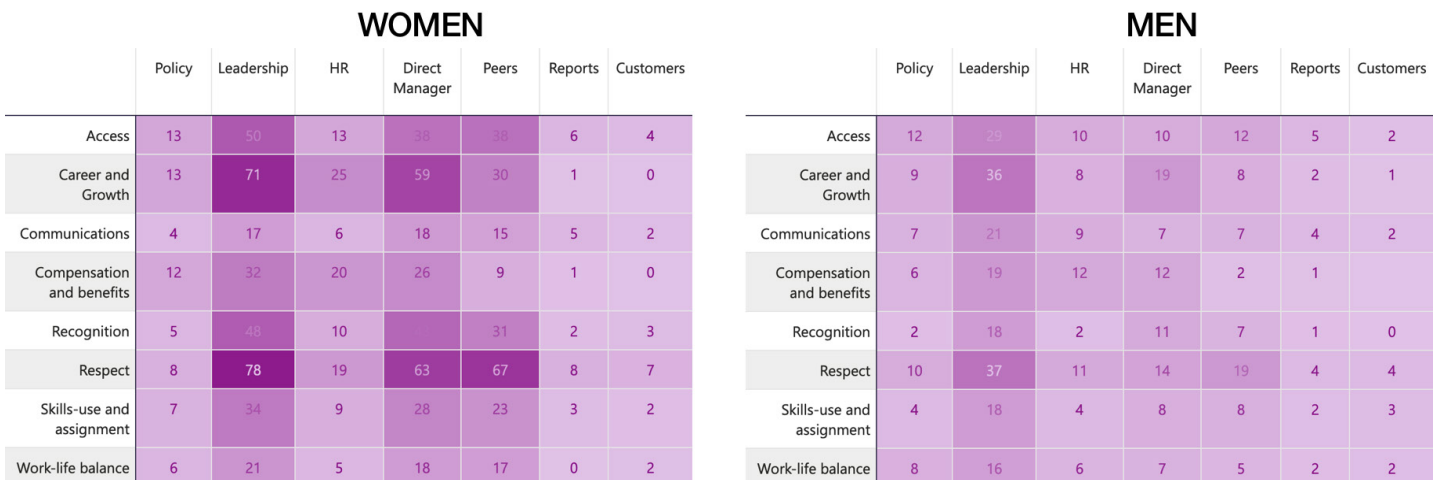 WOMEN
Policy Leadership HR Direct Manager Peers Reports Customers
Access 13 50 13 38 38 6 4
Career and Growth 13 71 25 59 30 1 0
Communications 4 17 6 18 15 5 2
Compensation and benefits 12 32 20 26 9 1 0
Recognition 5 48 10 31 2 3
Respect 8 78 19 63 67 8 7
Skills-use and assignment 7 34 9 28 23 3 2
Work-life balance 6 21 5 18 17 0 2
MEN
Policy Leadership HR Direct Manager Peers Reports Customers
Access 12 29 10 10 12 5 2
Career and Growth 9 36 8 19 8 2 1
Communications 7 21 9 7 7 4 2
Compensation and benefits 6 19 12 12 2 1
Recognition 2 18 2 11 7 1 0
Respect 10 37 11 14 19 4 4
Skills-use and assignment 4 18 4 8 8 2 3
Work-life balance 8 16 6 7 5 2 2